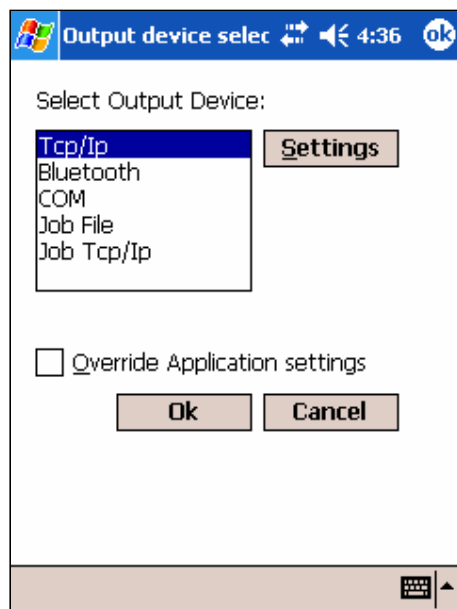 Output device selec 4:36 ok
Select Output Device:
Tcp/Ip
Settings
Bluetooth
COM
Job File
Job Tcp/Ip
Override Application settings
Ok Cancel